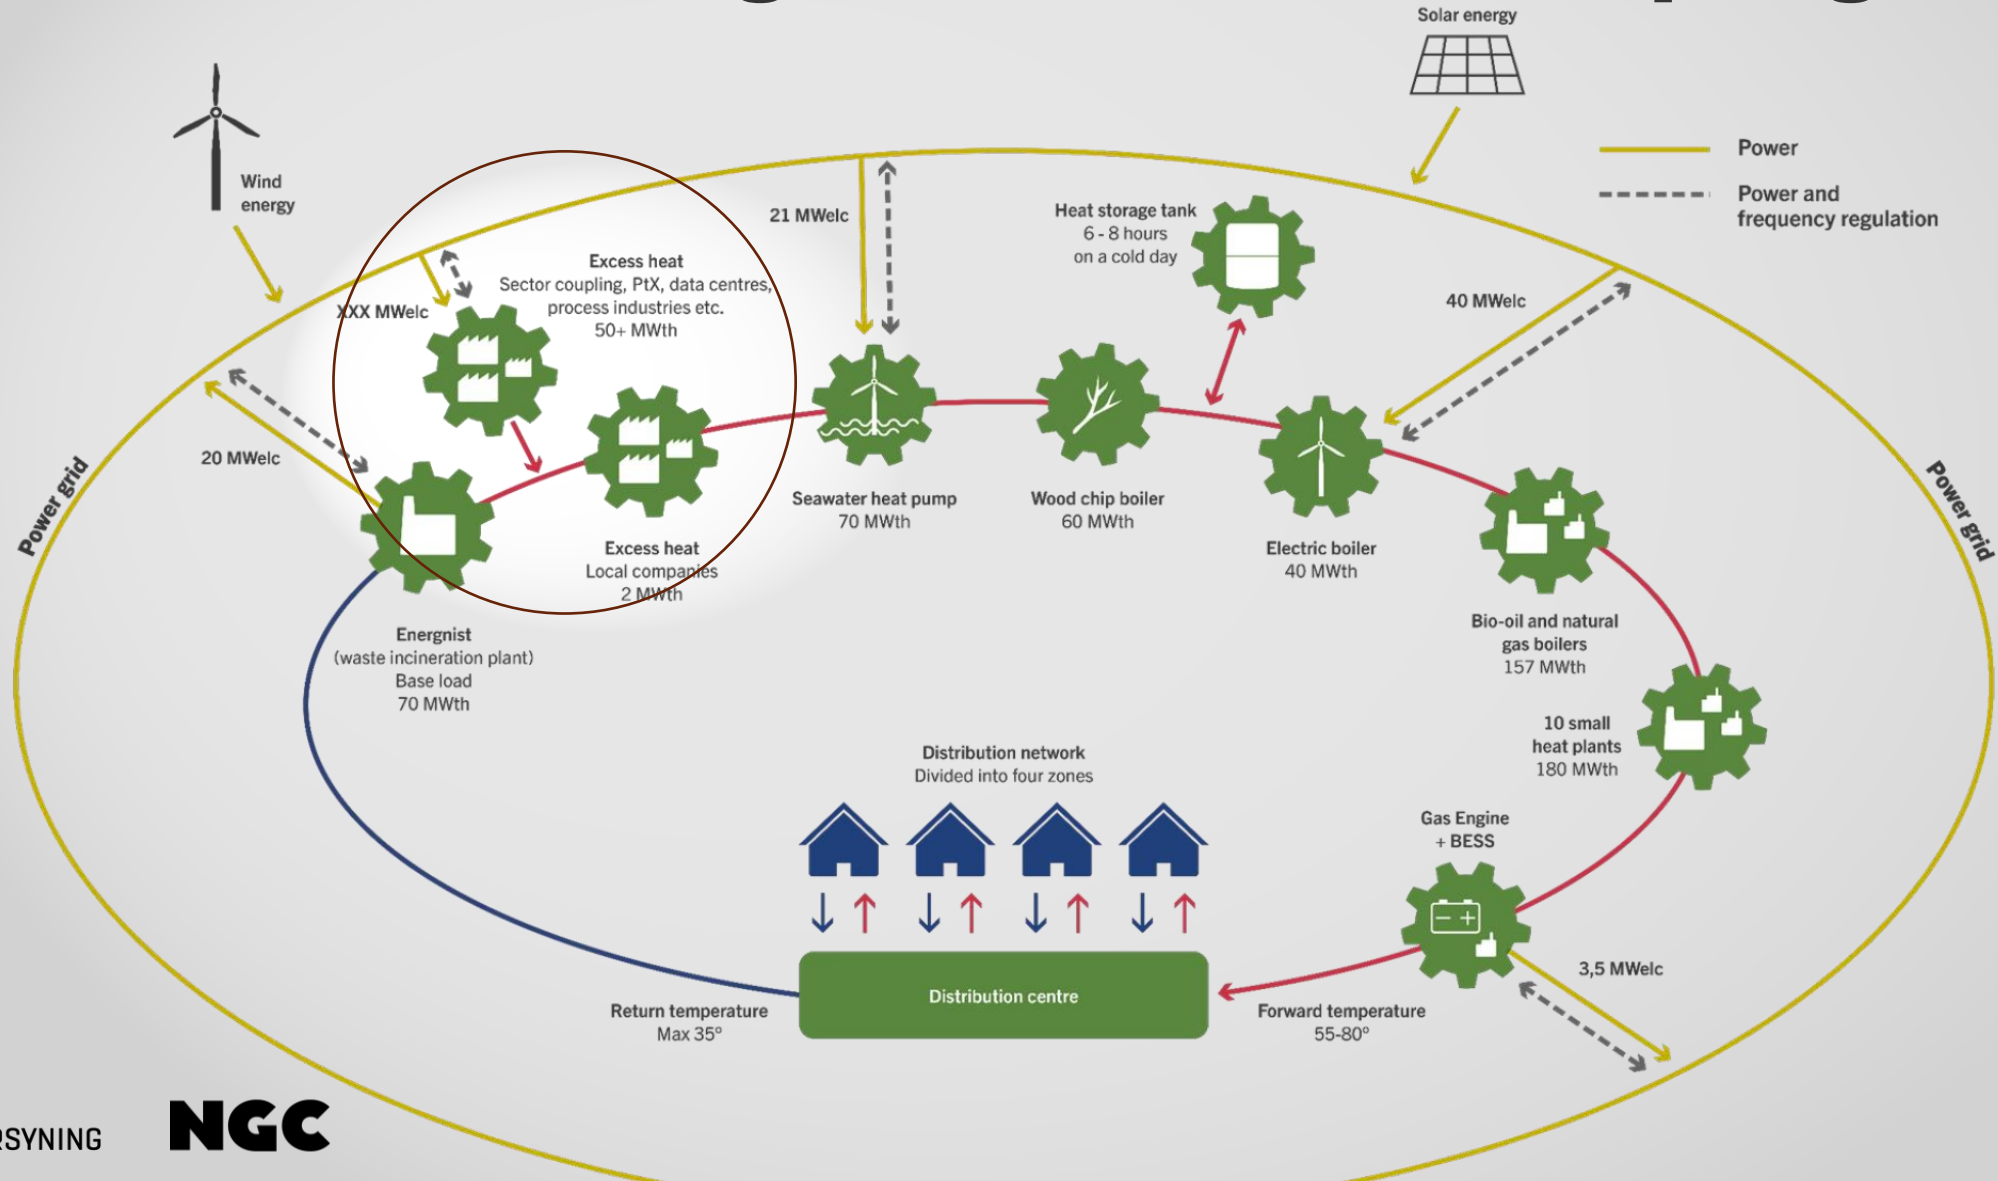 Solar energy
Wind
energy
Power
Power and
frequency regulation
21 MWelc
Heat storage tank
6 - 8 hours
on a cold day
Excess heat
Sector coupling, PtX, data centres,
process industries etc.
50+ MWth
XXX MWelc
40 MWelc
20 MWelc
Power grid
Power grid
Seawater heat pump
70 MWth
Wood chip boiler
60 MWth
Excess heat
Local companies
2 MWth
Electric boiler
40 MWth
Energnist
(waste incineration plant)
Base load
70 MWth
Bio-oil and natural
gas boilers
157 MWth
10 small
heat plants
180 MWth
Distribution network
Divided into four zones
Gas Engine
+ BESS
3,5 MWelc
Distribution centre
Return temperature
Max 35º
Forward temperature
55-80º
RSYNING
NGC